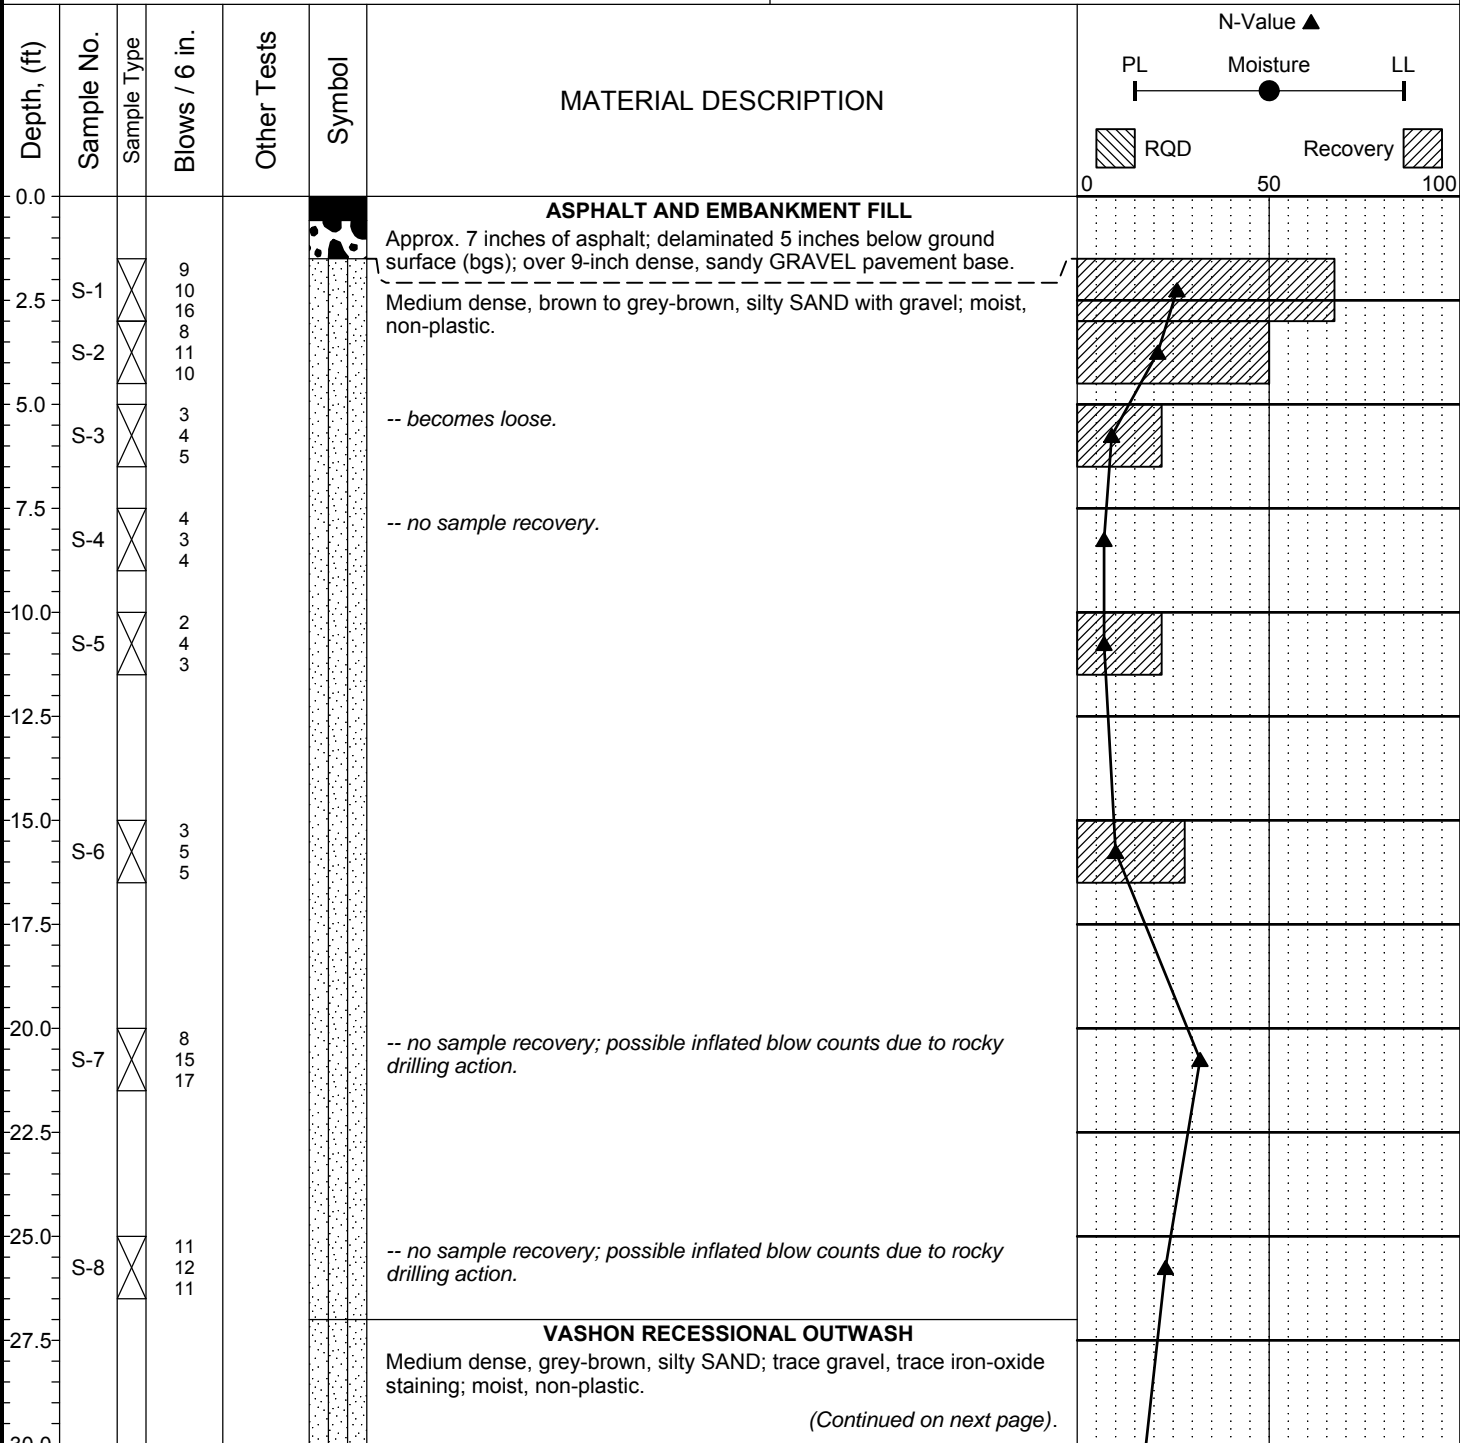 N-Value
PL Moisture LL
RQD Recovery
0 50 100
Depth, (ft)
Sample No.
Sample Type
Blows / 6 in.
Other Tests
Symbol
MATERIAL DESCRIPTION
0.0
ASPHALT AND EMBANKMENT FILL
Approx. 7 inches of asphalt; delaminated 5 inches below ground
surface (bgs); over 9-inch dense, sandy GRAVEL pavement base.
S-1
9
10
16
2.5
Medium dense, brown to grey-brown, silty SAND with gravel; moist,
non-plastic.
S-2
8
11
10
5.0
S-3
3
4
5
-- becomes loose.
7.5
S-4
4
3
4
-- no sample recovery.
10.0
S-5
2
4
3
12.5
15.0
S-6
3
5
5
17.5
20.0
S-7
8
15
17
-- no sample recovery; possible inflated blow counts due to rocky
drilling action.
22.5
25.0
S-8
11
12
11
-- no sample recovery; possible inflated blow counts due to rocky
drilling action.
27.5
VASHON RECESSIONAL OUTWASH
Medium dense, grey-brown, silty SAND; trace gravel, trace iron-oxide
staining; moist, non-plastic.
(Continued on next page).
30.0